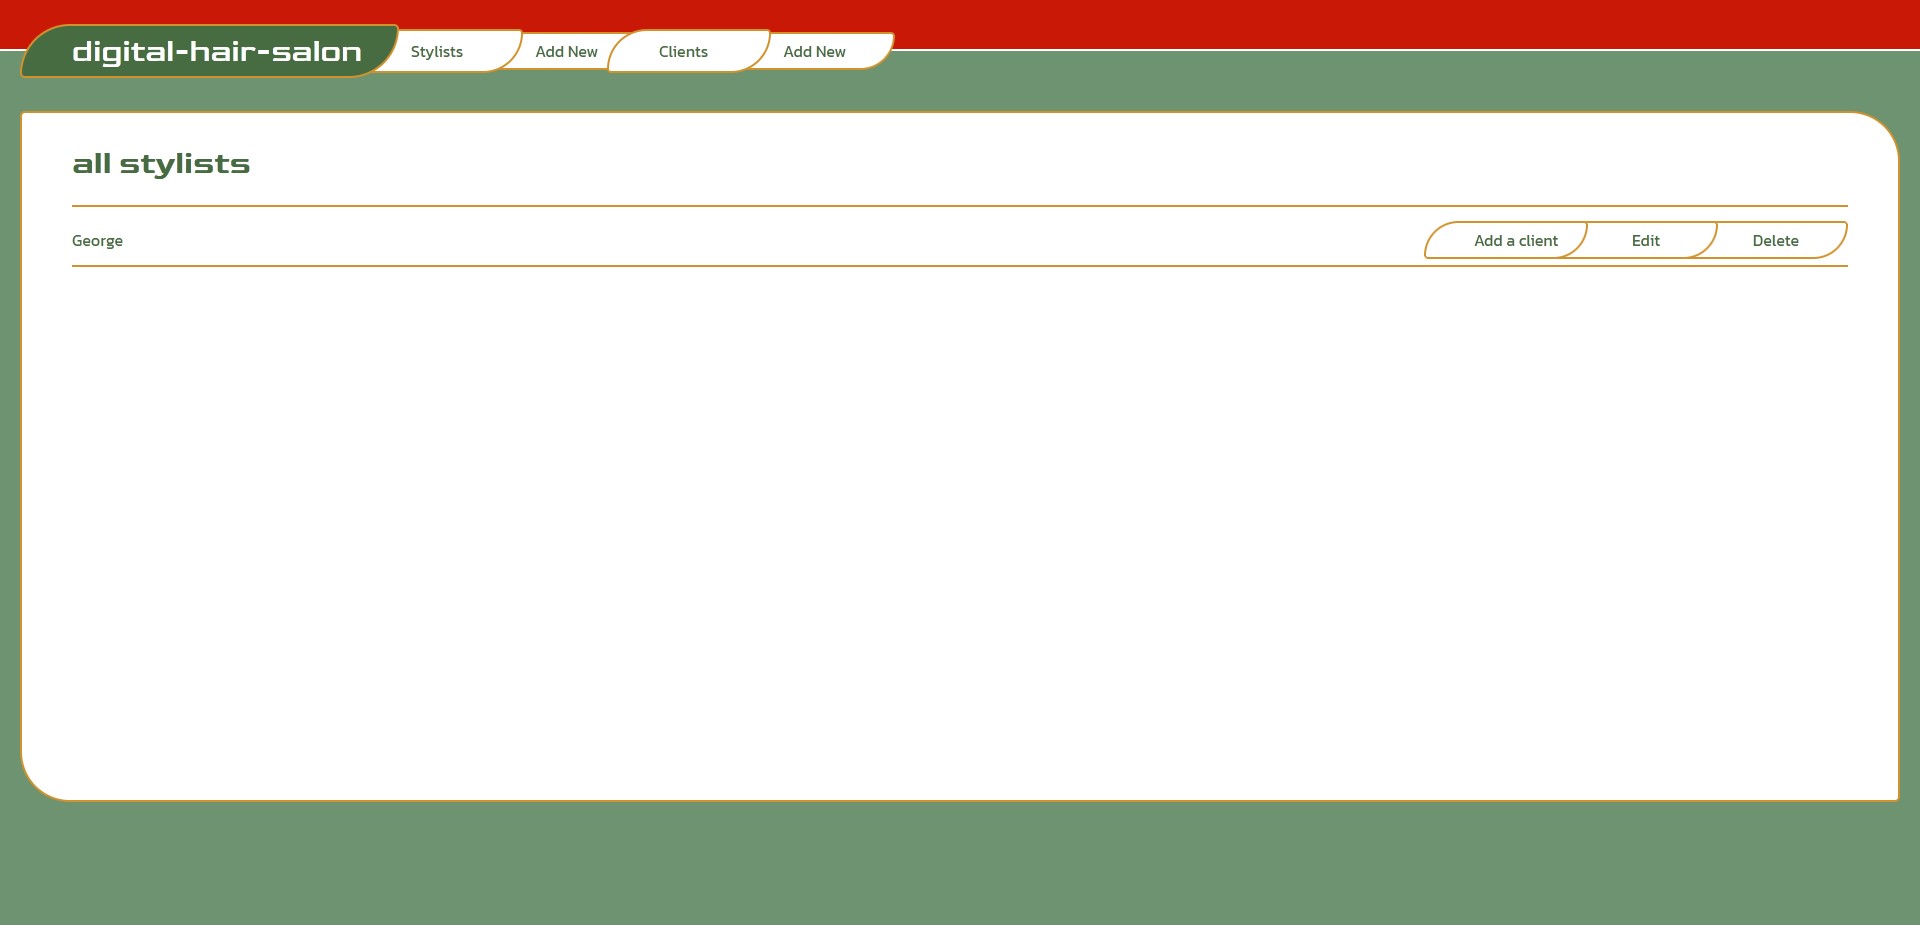 digital-hair-salon Stylists Add New Clients Add New
all stylists
George Add a client Edit Delete